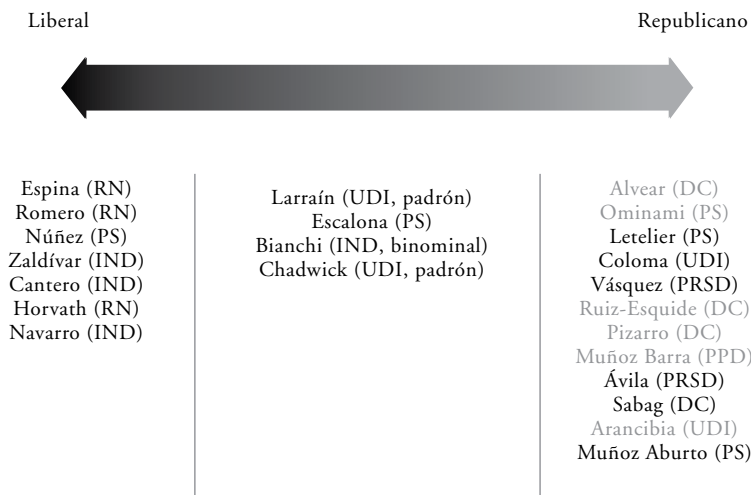 Liberal
Republicano
Espina (RN)
Romero (RN)
Núñez (PS)
Zaldívar (IND)
Cantero (IND)
Horvath (RN)
Navarro (IND)
Larraín (UDI, padrón)
Escalona (PS)
Bianchi (IND, binominal)
Chadwick (UDI, padrón)
Alvear (DC)
Ominami (PS)
Letelier (PS)
Coloma (UDI)
Vásquez (PRSD)
Ruiz-Esquide (DC)
Pizarro (DC)
Muñoz Barra (PPD)
Ávila (PRSD)
Sabag (DC)
Arancibia (UDI)
Muñoz Aburto (PS)